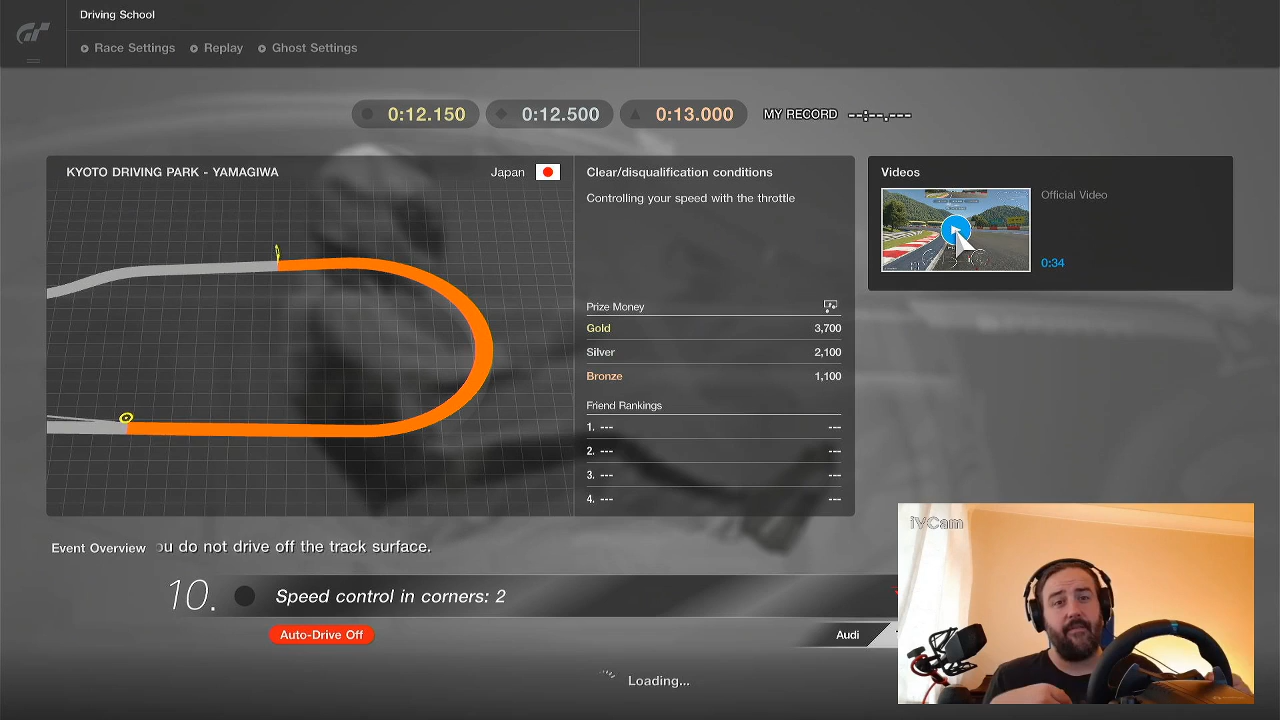 Driving School
Race Settings Replay Ghost Settings
0:12.150 0:12.500 0:13.000 MY RECORD --:--.---
KYOTO DRIVING PARK - YAMAGIWA Japan
Clear/disqualification conditions
Controlling your speed with the throttle
Prize Money
Gold 3,700
Silver 2,100
Bronze 1,100
Friend Rankings
1. --- ---
2. --- ---
3. --- ---
4. --- ---
Videos
Official Video
0:34
iVCam
Event Overview ou do not drive off the track surface.
10. Speed control in corners: 2
Auto-Drive Off
Audi
Loading...